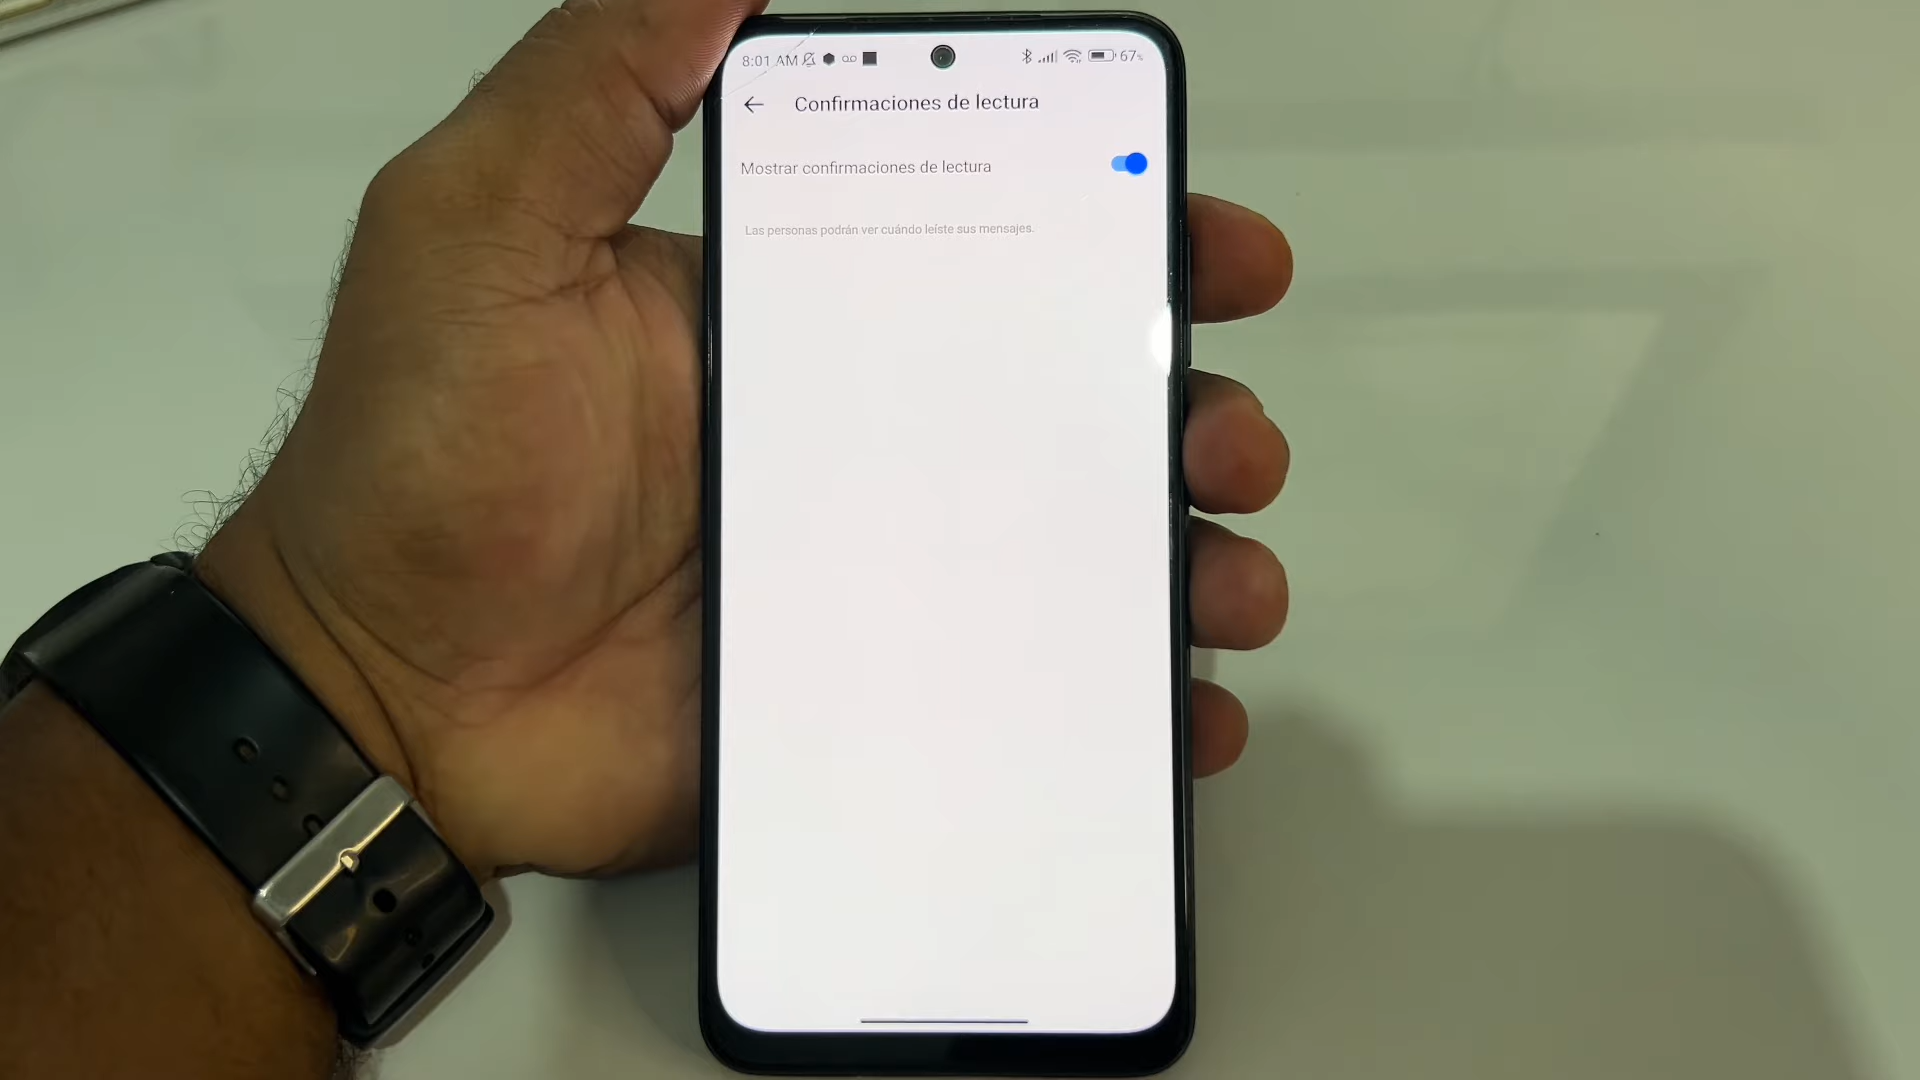 8:01 AM 67%
Confirmaciones de lectura
Mostrar confirmaciones de lectura
Las personas podrán ver cuándo leíste sus mensajes.